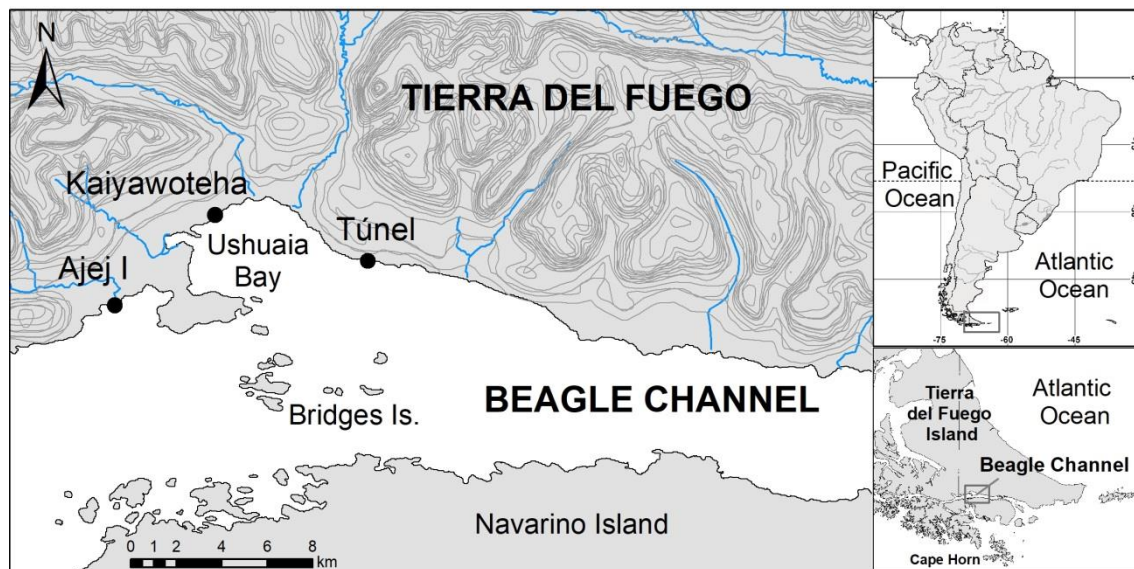 N
TIERRA DEL FUEGO
Kaiyawoteha
Túnel
Ushuaia
Bay
Ajej I
BEAGLE CHANNEL
Bridges Is.
Navarino Island
0 1 2 4 6 8
km
Pacific
Ocean
Atlantic
Ocean
-75 -60 -45
Tierra
del Fuego
Island
Atlantic
Ocean
Beagle Channel
Cape Horn